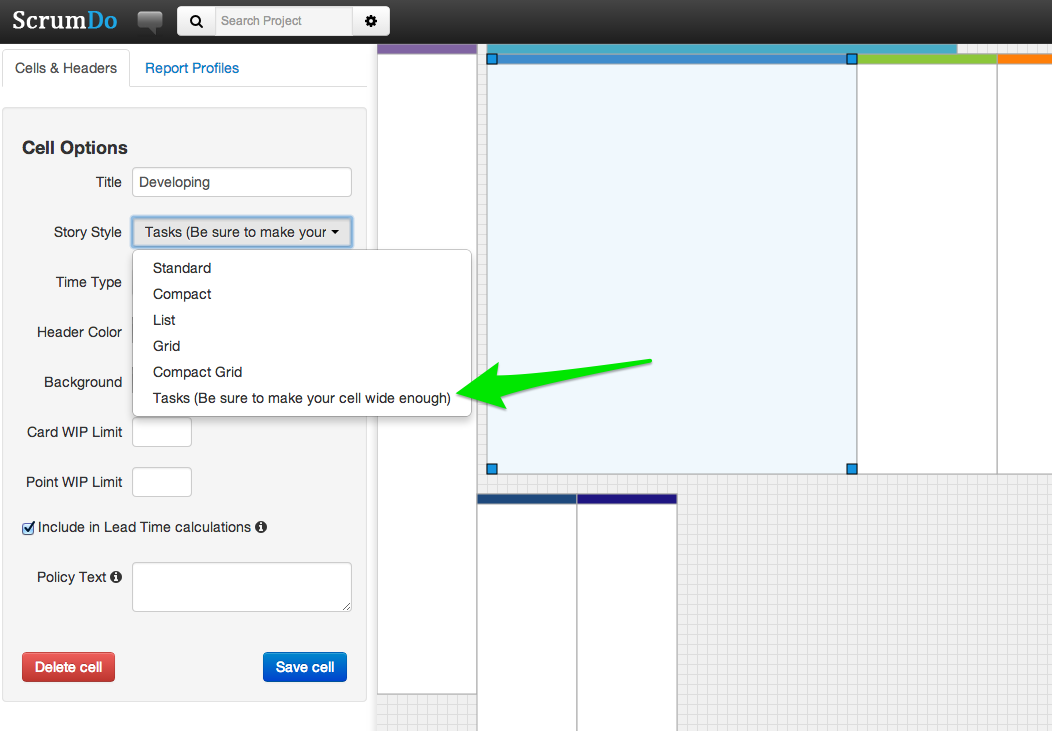 ScrumDo
Search Project
Cells & Headers
Report Profiles
Cell Options
Title
Developing
Story Style
Tasks (Be sure to make your
Standard
Compact
List
Grid
Compact Grid
Tasks (Be sure to make your cell wide enough)
Time Type
Header Color
Background
Card WIP Limit
Point WIP Limit
Include in Lead Time calculations
Policy Text
Delete cell
Save cell